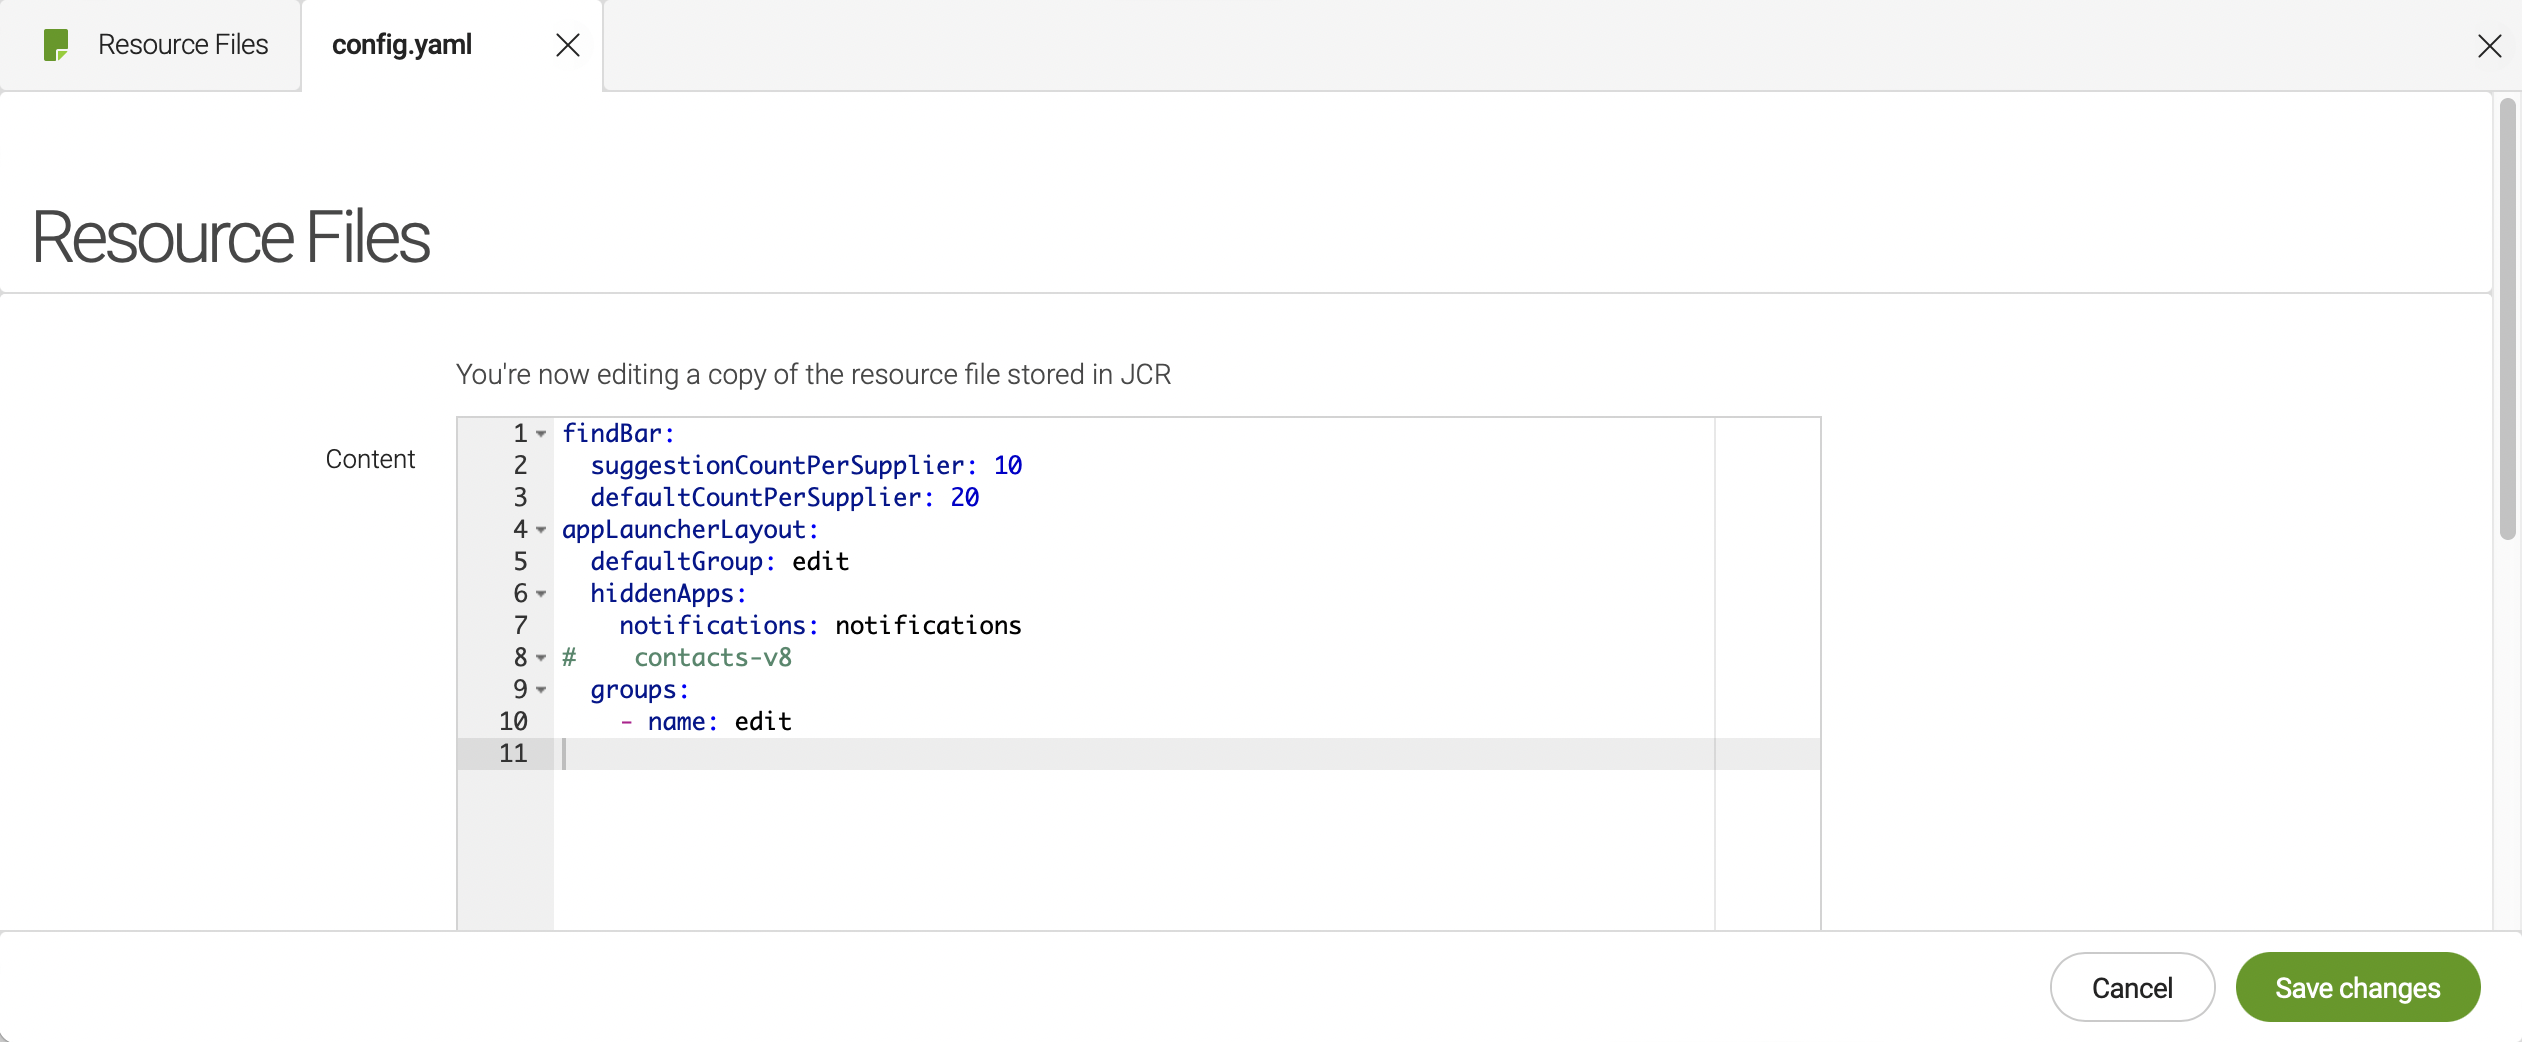 Resource Files
config.yaml
Resource Files
You're now editing a copy of the resource file stored in JCR
Content
1 findBar:
2   suggestionCountPerSupplier: 10
3   defaultCountPerSupplier: 20
4 appLauncherLayout:
5   defaultGroup: edit
6   hiddenApps:
7     notifications: notifications
8 #    contacts-v8
9   groups:
10     - name: edit
11
Cancel
Save changes